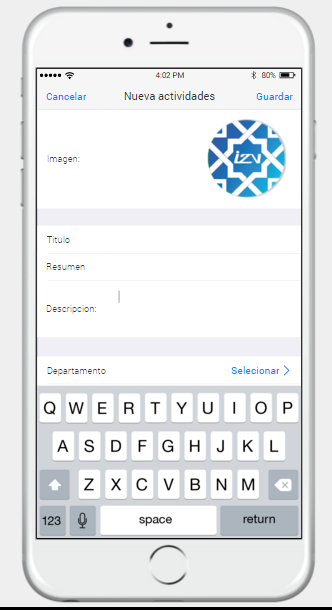 4:02 PM 80%
Cancelar Nueva actividades Guardar
Imagen:
izv
Titulo
Resumen
Descripcion:
Departamento Selecionar
Q W E R T Y U I O P
A S D F G H J K L
Z X C V B N M
123 space return